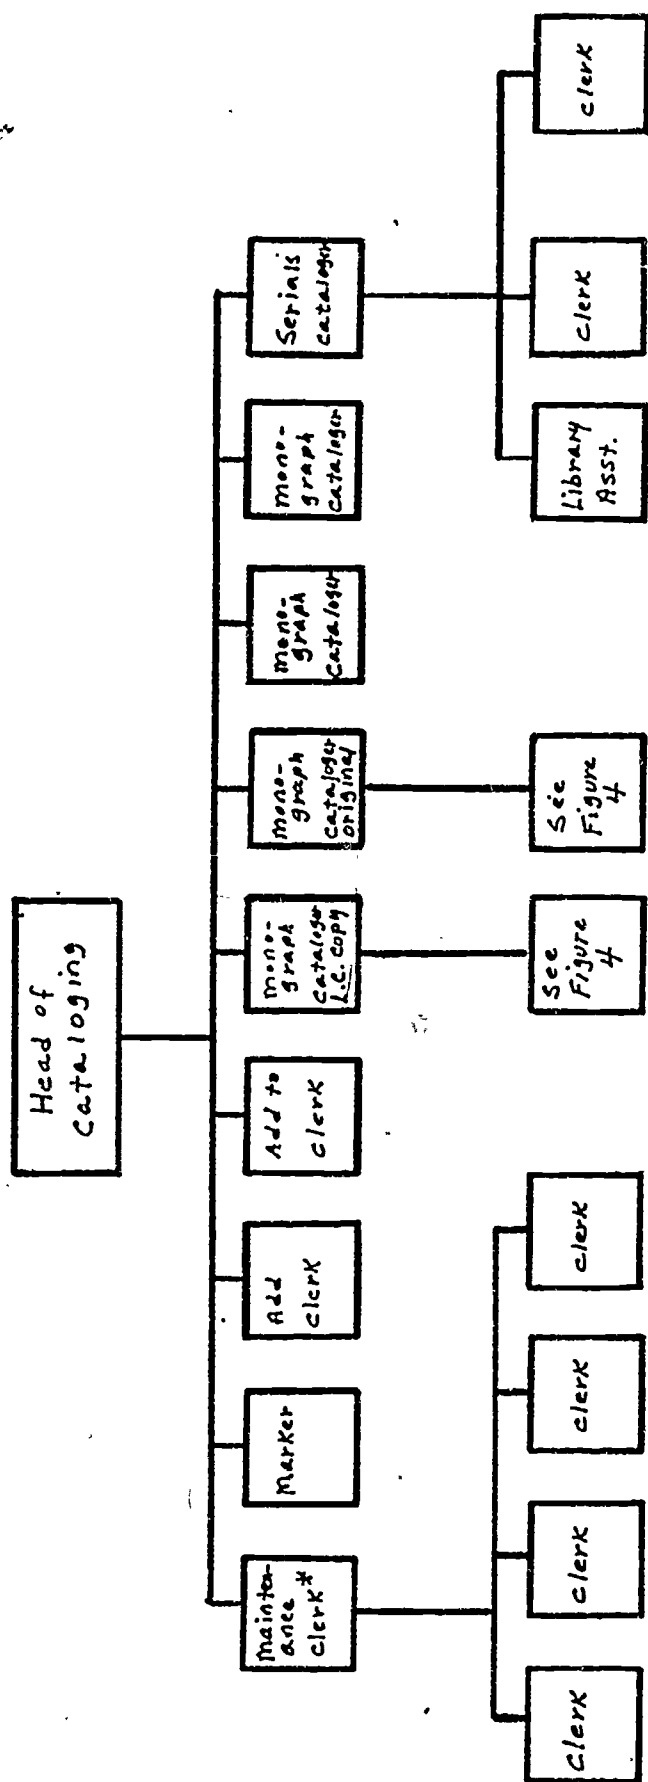 Head of
cataloging
Mainten-
ance
clerk*
Marker
Add
clerk
Add to
clerk
mono-
graph
cataloger
L.C. copy
mono-
graph
cataloger
original
mono-
graph
cataloger
mono-
graph
cataloger
Serials
cataloger
clerk
clerk
clerk
clerk
See
Figure
4
See
Figure
4
Library
Asst.
clerk
clerk